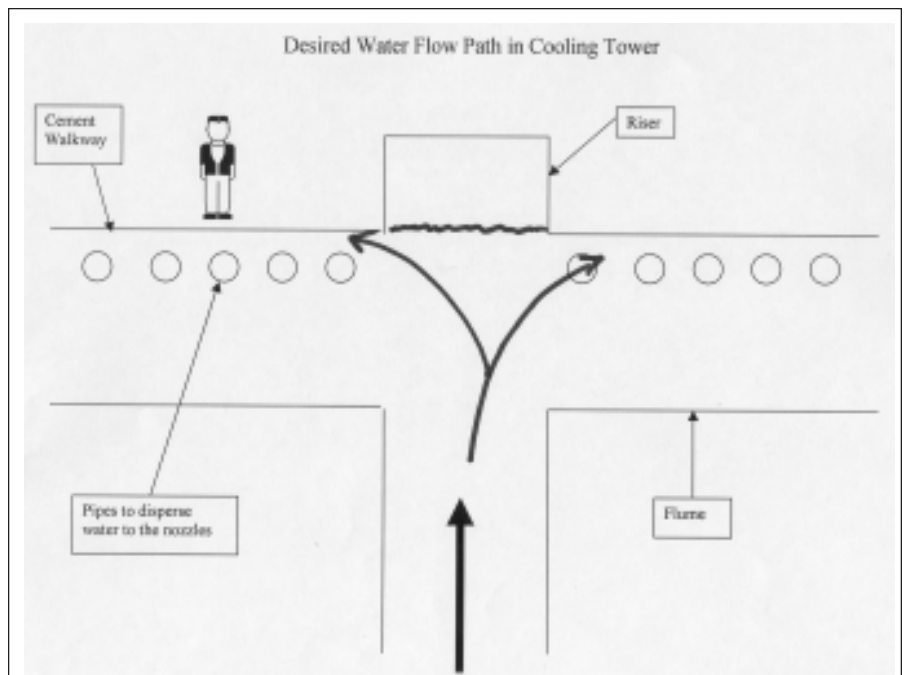 Desired Water Flow Path in Cooling Tower
Cement
Walkway
Riser
Pipes to disperse
water to the nozzles
Flume